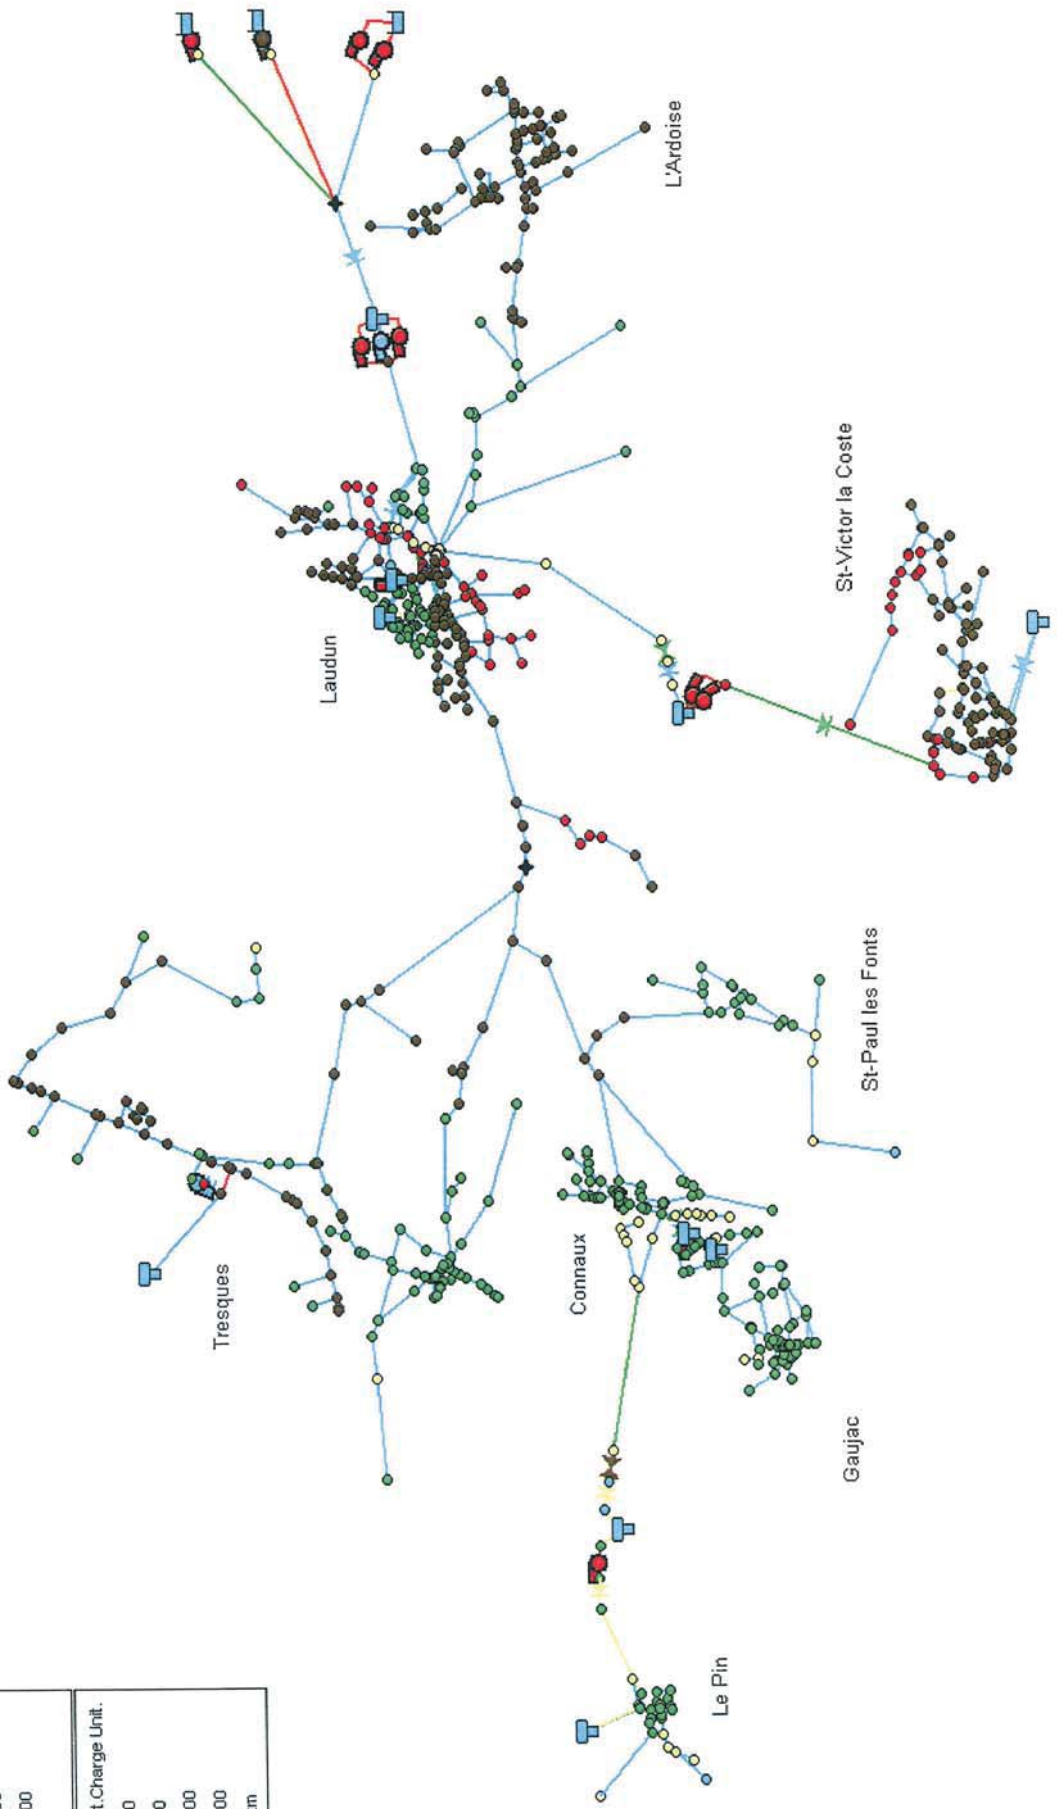 L'Ardoise
St-Victor la Coste
Laudun
St-Paul les Fonts
Tresques
Connaux
Gaujac
Le Pin
t.Charge Unit.